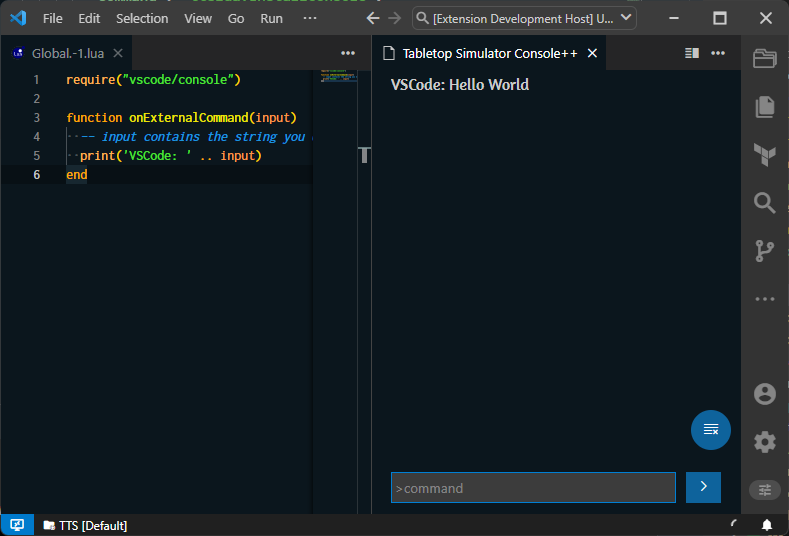 File Edit Selection View Go Run ··· [Extension Development Host] U...
Global.-1.lua
Tabletop Simulator Console++
1 require("vscode/console")
2
3 function onExternalCommand(input)
4 -- input contains the string you
5 print('VSCode: ' .. input)
6 end
VSCode: Hello World
>command
TTS [Default]